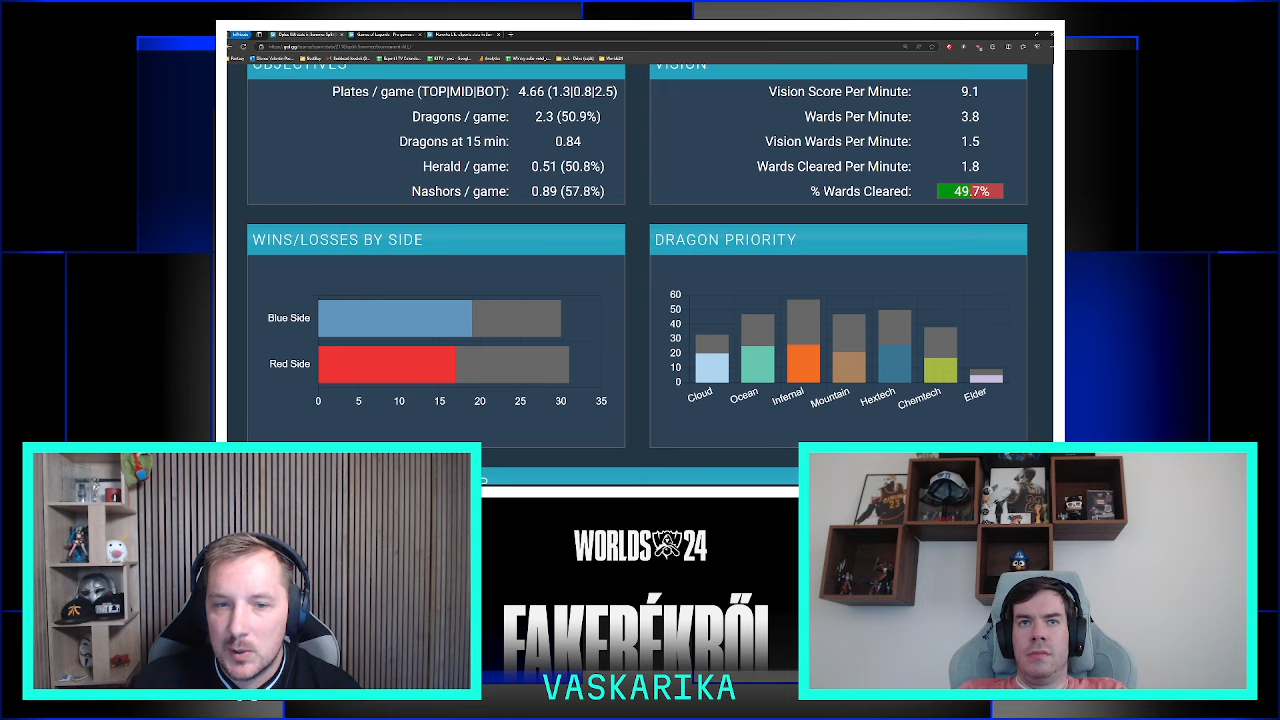 OBJECTIVES
Plates / game (TOP|MID|BOT): 4.66 (1.3|0.8|2.5)
Dragons / game: 2.3 (50.9%)
Dragons at 15 min: 0.84
Herald / game: 0.51 (50.8%)
Nashors / game: 0.89 (57.8%)
VISION
Vision Score Per Minute: 9.1
Wards Per Minute: 3.8
Vision Wards Per Minute: 1.5
Wards Cleared Per Minute: 1.8
% Wards Cleared: 49.7%
WINS/LOSSES BY SIDE
Blue Side
Red Side
0 5 10 15 20 25 30 35
DRAGON PRIORITY
60
50
40
30
20
10
0
Cloud Ocean Infernal Mountain Hextech Chemtech Elder
WORLDS 24
FAKERÉKRŐL
VASKARIKA
23